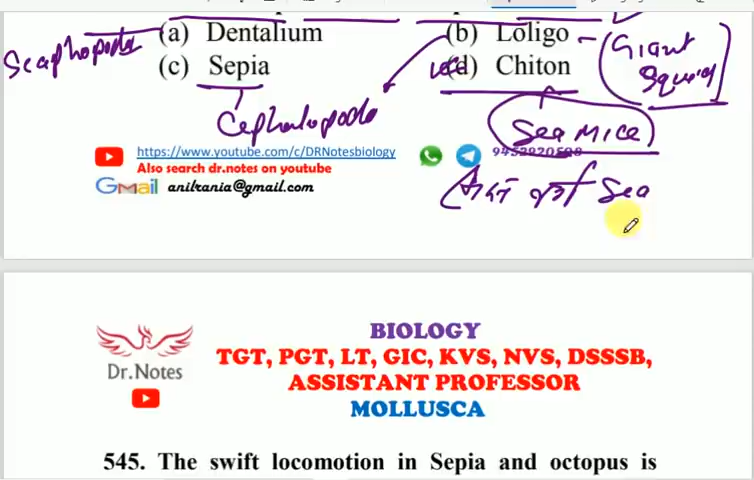 (a) Dentalium (b) Loligo Giant
Scaphopoda Squid
(c) Sepia (d) Chiton
Cephalopoda Sea Mice
https://www.youtube.com/c/DRNotesbiology
Also search dr.notes on youtube
Gmail anilrania@gmail.com
Sea
BIOLOGY
TGT, PGT, LT, GIC, KVS, NVS, DSSSB,
Dr.Notes ASSISTANT PROFESSOR
MOLLUSCA
545. The swift locomotion in Sepia and octopus is